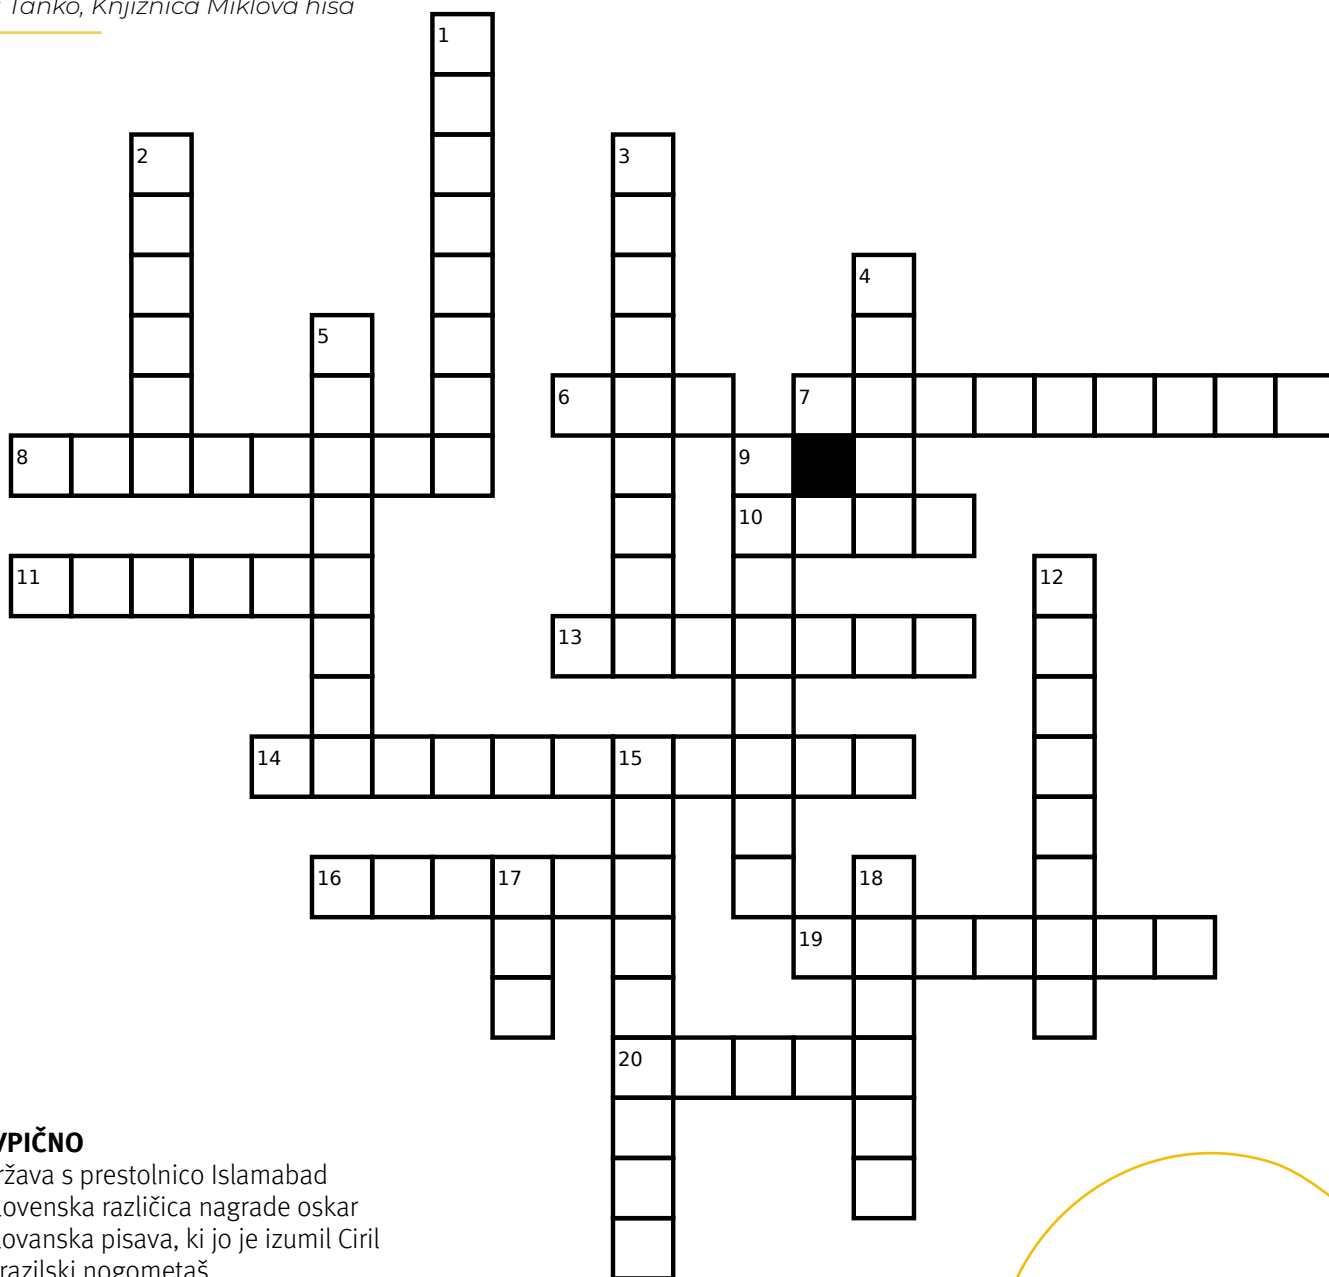 Tanko, Knjižnica Miklova hiša
1
2 3
4
5
6 7
8 9
10
11 12
13
14 15
16 17 18
19
20
VPIČNO
ržava s prestolnico Islamabad
lovenska različica nagrade oskar
lovanska pisava, ki jo je izumil Ciril
razilski nogometaš